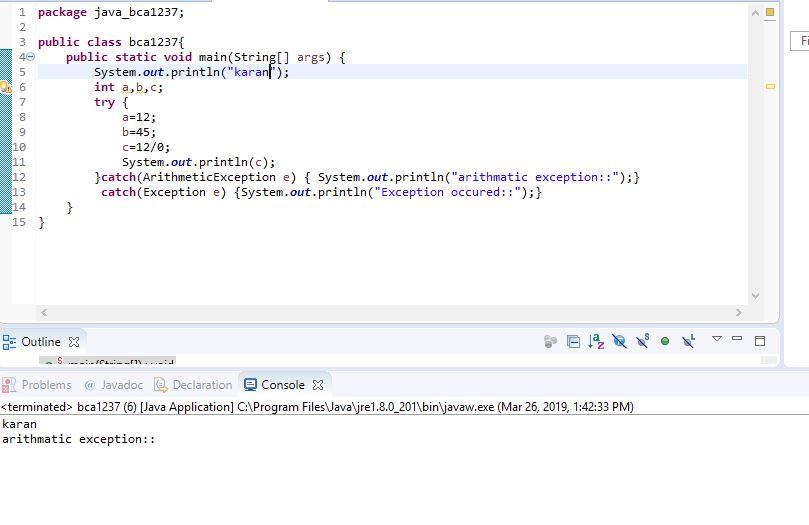 1 package java_bca1237;
2
3 public class bca1237{
4 public static void main(String[] args) {
5 System.out.println("karan");
6 int a,b,c;
7 try {
8 a=12;
9 b=45;
10 c=12/0;
11 System.out.println(c);
12 }catch(ArithmeticException e) { System.out.println("arithmatic exception::");}
13 catch(Exception e) {System.out.println("Exception occured::");}
14 }
15 }
Fi
Outline
main(String[]) : void
Problems @ Javadoc Declaration Console
<terminated> bca1237 (6) [Java Application] C:\Program Files\Java\jre1.8.0_201\bin\javaw.exe (Mar 26, 2019, 1:42:33 PM)
karan
arithmatic exception::